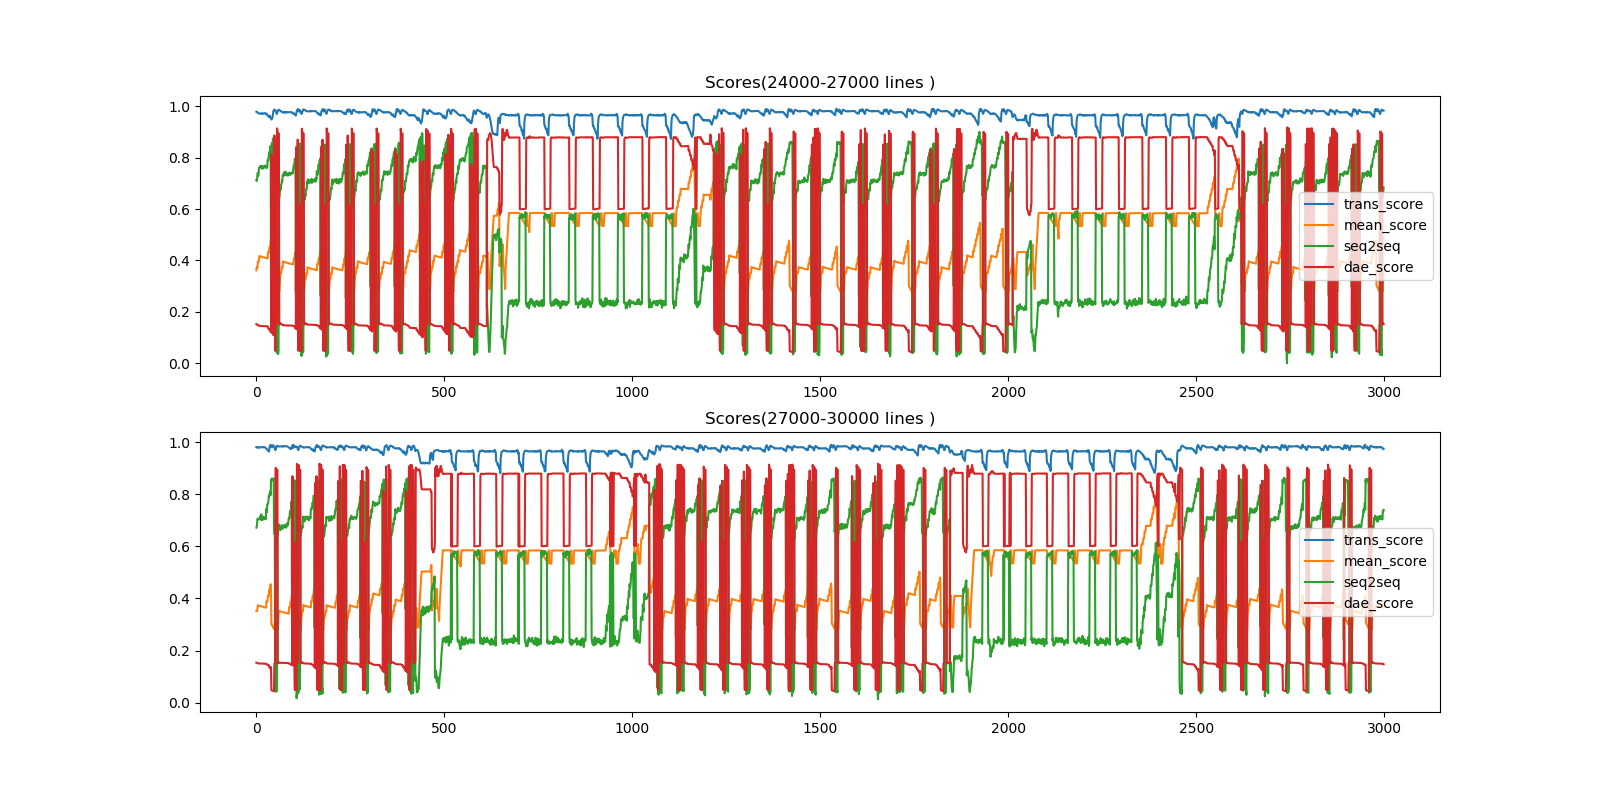 Scores(24000-27000 lines )
1.0
0.8
0.6
0.4
0.2
0.0
0 500 1000 1500 2000 2500 3000
trans_score
mean_score
seq2seq
dae_score
Scores(27000-30000 lines )
1.0
0.8
0.6
0.4
0.2
0.0
0 500 1000 1500 2000 2500 3000
trans_score
mean_score
seq2seq
dae_score